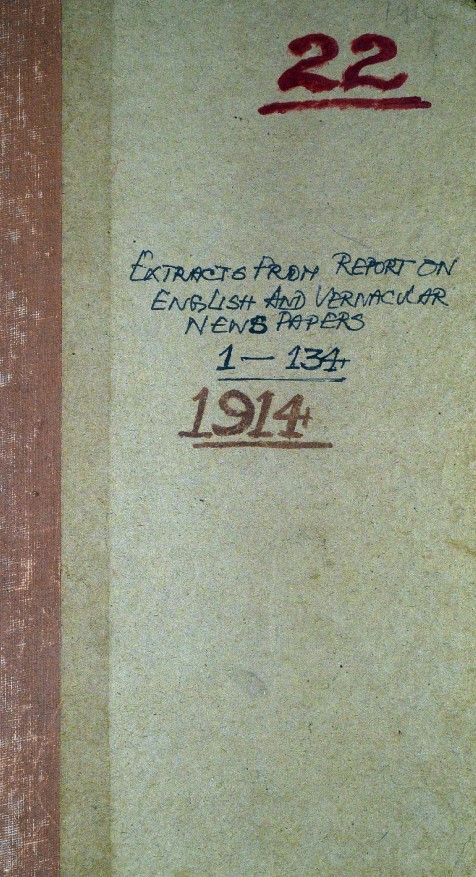 22
EXTRACTS FROM REPORT ON
ENGLISH AND VERNACULAR
NEWS PAPERS
1 — 134
1914